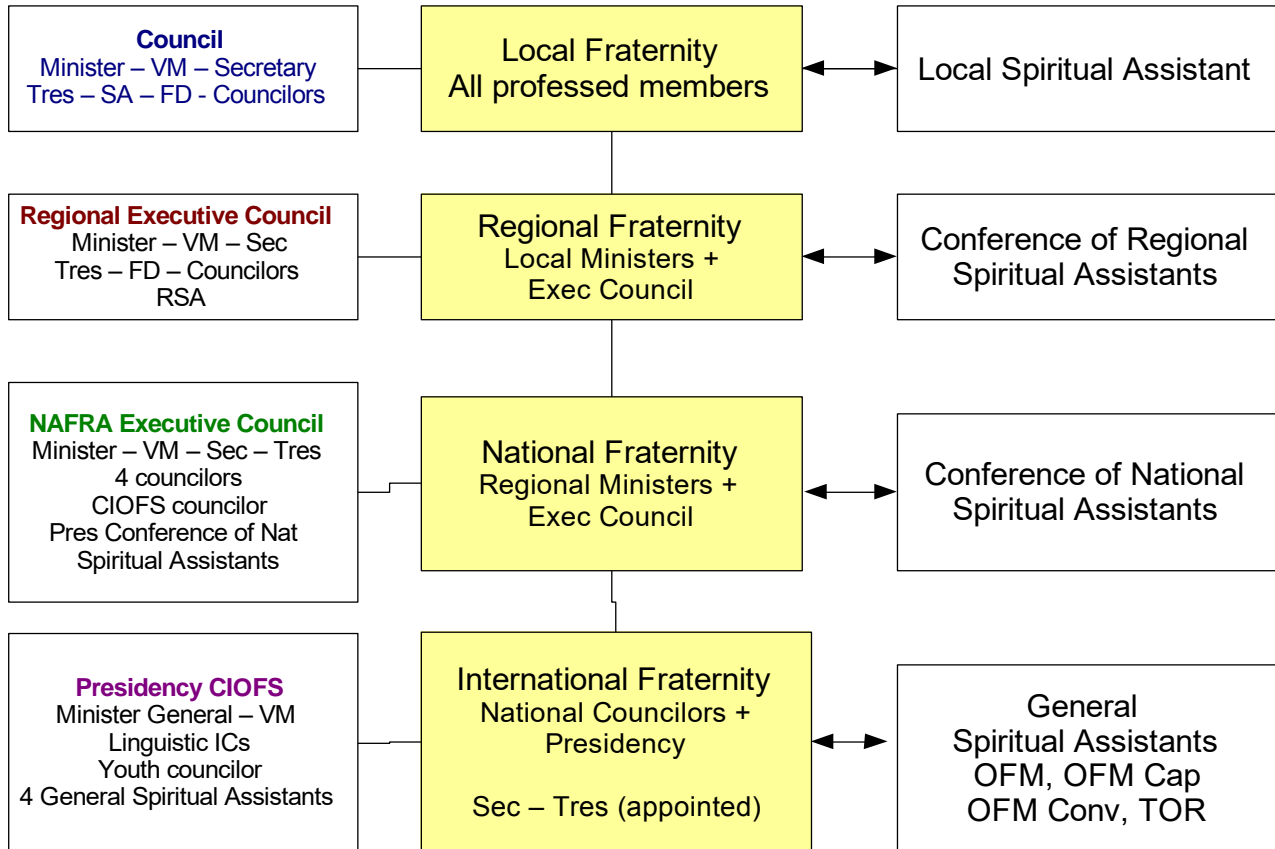 Council
Minister – VM – Secretary
Tres – SA – FD - Councilors
Local Fraternity
All professed members
Local Spiritual Assistant
Regional Executive Council
Minister – VM – Sec
Tres – FD – Councilors
RSA
Regional Fraternity
Local Ministers +
Exec Council
Conference of Regional
Spiritual Assistants
NAFRA Executive Council
Minister – VM – Sec – Tres
4 councilors
CIOFS councilor
Pres Conference of Nat
Spiritual Assistants
National Fraternity
Regional Ministers +
Exec Council
Conference of National
Spiritual Assistants
Presidency CIOFS
Minister General – VM
Linguistic ICs
Youth councilor
4 General Spiritual Assistants
International Fraternity
National Councilors +
Presidency
Sec – Tres (appointed)
General
Spiritual Assistants
OFM, OFM Cap
OFM Conv, TOR